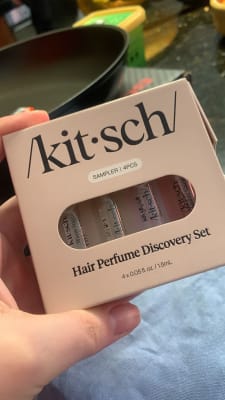 /kit·sch/
SAMPLER / 4PCS
Hair Perfume Discovery Set
4 x 0.05 fl. oz. / 1.5mL